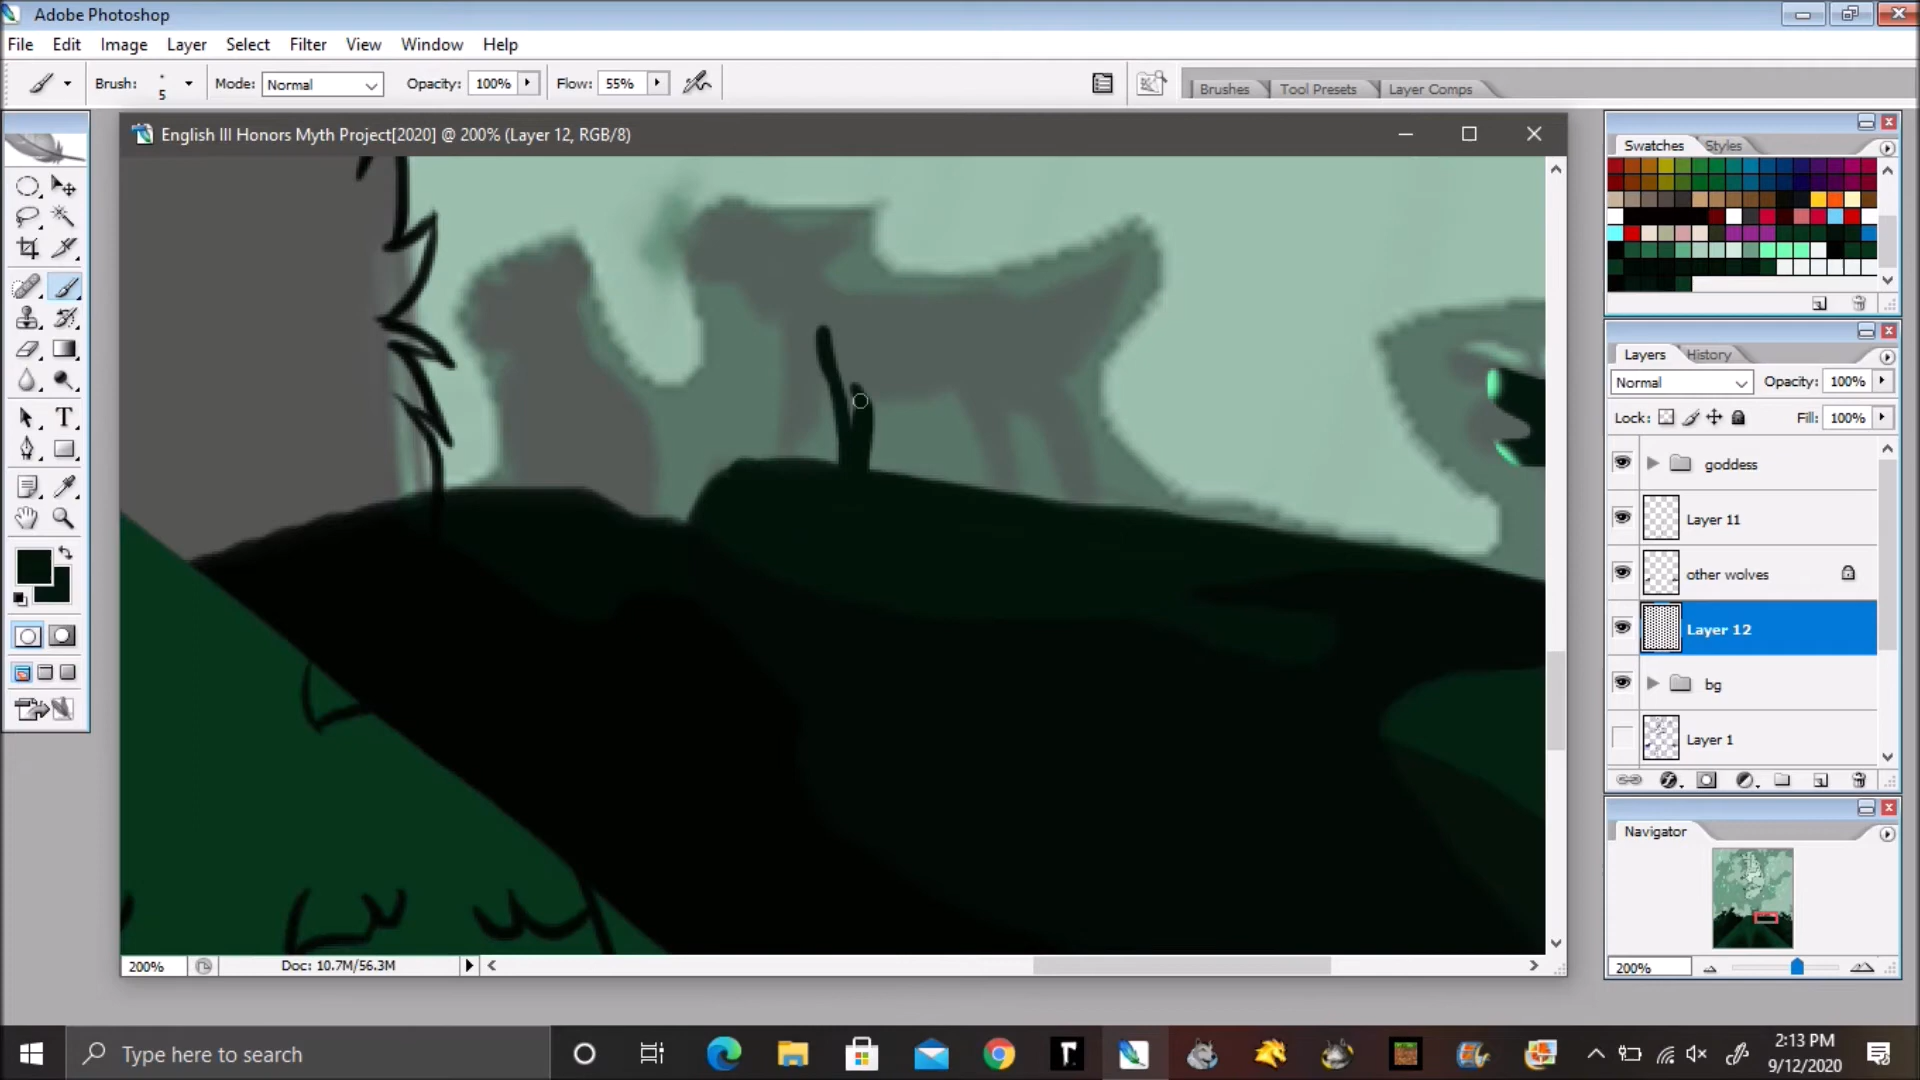 Adobe Photoshop
File Edit Image Layer Select Filter View Window Help
Brush: 5 Mode: Normal Opacity: 100% Flow: 55% Brushes Tool Presets Layer Comps
English III Honors Myth Project[2020] @ 200% (Layer 12, RGB/8)
Swatches Styles
Layers History
Normal Opacity: 100%
Lock: Fill: 100%
goddess
Layer 11
other wolves
Layer 12
bg
Layer 1
Navigator
200%
200% Doc: 10.7M/56.3M
Type here to search
2:13 PM
9/12/2020